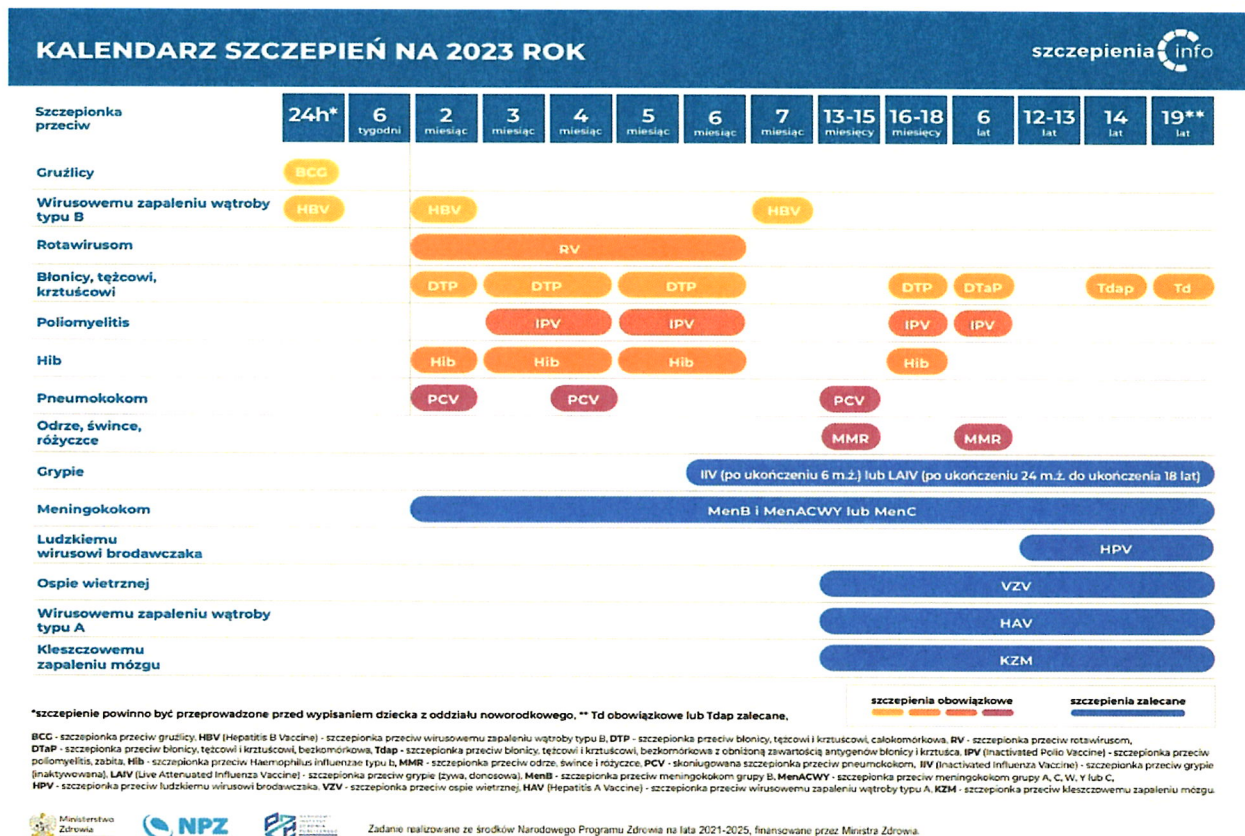 KALENDARZ SZCZEPIEŃ NA 2023 ROK
szczepienia info
Szczepionka
przeciw
24h*
6
tygodni
2
miesiąc
3
miesiąc
4
miesiąc
5
miesiąc
6
miesiąc
7
miesiąc
13-15
miesięcy
16-18
miesięcy
6
lat
12-13
lat
14
lat
19**
lat
Gruźlicy
BCG
Wirusowemu zapaleniu wątroby
typu B
HBV HBV HBV
Rotawirusom
RV
Błonicy, tężcowi,
krztuścowi
DTP DTP DTP DTP DTaP Tdap Td
Poliomyelitis
IPV IPV IPV IPV
Hib
Hib Hib Hib Hib
Pneumokokom
PCV PCV PCV
Odrze, śwince,
różyczce
MMR MMR
Grypie
IIV (po ukończeniu 6 m.ż.) lub LAIV (po ukończeniu 24 m.ż. do ukończenia 18 lat)
Meningokokom
MenB i MenACWY lub MenC
Ludzkiemu
wirusowi brodawczaka
HPV
Ospie wietrznej
VZV
Wirusowemu zapaleniu wątroby
typu A
HAV
Kleszczowemu
zapaleniu mózgu
KZM
szczepienia obowiązkowe
szczepienia zalecane
*szczepienie powinno być przeprowadzone przed wypisaniem dziecka z oddziału noworodkowego, ** Td obowiązkowe lub Tdap zalecane,
BCG - szczepionka przeciw gruźlicy, HBV (Hepatitis B Vaccine) - szczepionka przeciw wirusowemu zapaleniu wątroby typu B, DTP - szczepionka przeciw błonicy, tężcowi i krztuścowi, całokomórkowa, RV - szczepionka przeciw rotawirusom,
DTaP - szczepionka przeciw błonicy, tężcowi i krztuścowi, bezkomórkowa, Tdap - szczepionka przeciw błonicy, tężcowi i krztuścowi, bezkomórkowa z obniżoną zawartością antygenów błonicy i krztuśca, IPV (Inactivated Polio Vaccine) - szczepionka przeciw
poliomyelitis, zabita, Hib - szczepionka przeciw Haemophilus influenzae typu b, MMR - szczepionka przeciw odrze, śwince i różyczce, PCV - skoniugowana szczepionka przeciw pneumokokom, IIV (Inactivated Influenza Vaccine) - szczepionka przeciw grypie
(inaktywowana), LAIV (Live Attenuated Influenza Vaccine) - szczepionka przeciw grypie (żywa, donosowa), MenB - szczepionka przeciw meningokokom grupy B, MenACWY - szczepionka przeciw meningokokom grupy A, C, W, Y lub C,
HPV - szczepionka przeciw ludzkiemu wirusowi brodawczaka, VZV - szczepionka przeciw ospie wietrznej, HAV (Hepatitis A Vaccine) - szczepionka przeciw wirusowemu zapaleniu wątroby typu A, KZM - szczepionka przeciw kleszczowemu zapaleniu mózgu.
Ministerstwo
Zdrowia
NPZ
Zadanie realizowane ze środków Narodowego Programu Zdrowia na lata 2021-2025, finansowane przez Ministra Zdrowia.